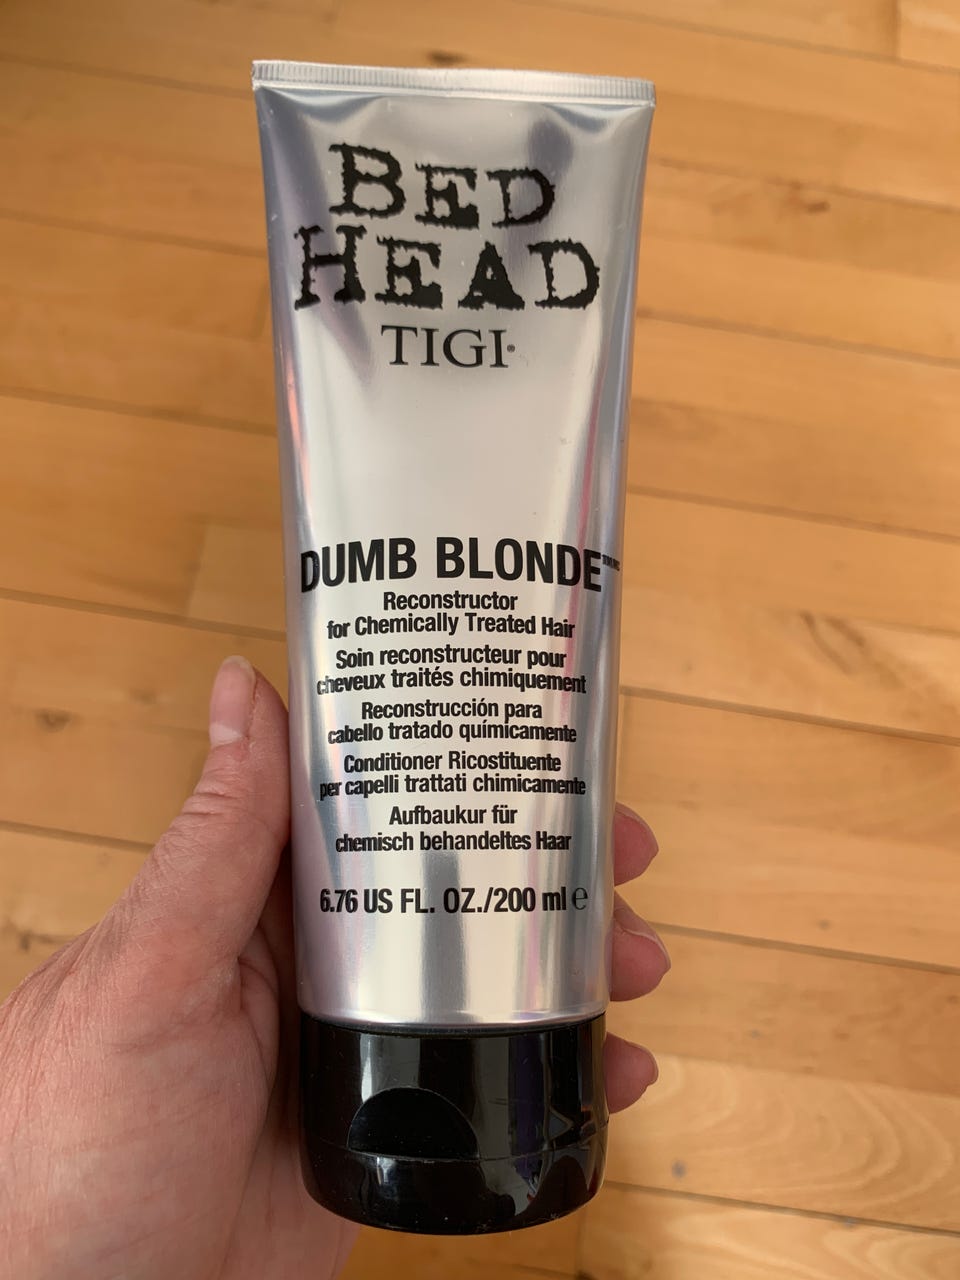 BED
HEAD
TIGI®
DUMB BLONDE™
Reconstructor
for Chemically Treated Hair
Soin reconstructeur pour
cheveux traités chimiquement
Reconstrucción para
cabello tratado químicamente
Conditioner Ricostituente
per capelli trattati chimicamente
Aufbaukur für
chemisch behandeltes Haar
6.76 US FL. OZ./200 ml ℮